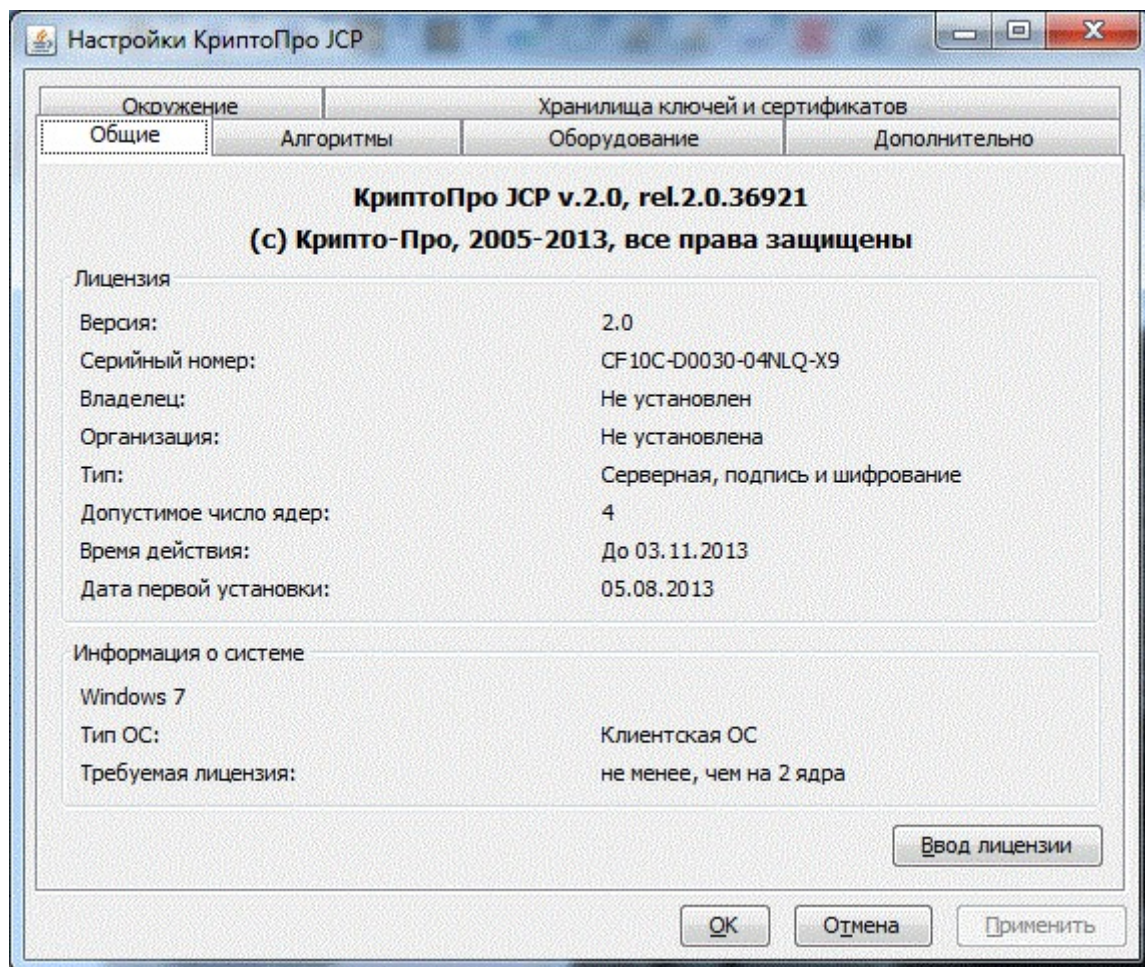 Настройки КриптоПро JCP
Окружение Хранилища ключей и сертификатов
Общие Алгоритмы Оборудование Дополнительно
КриптоПро JCP v.2.0, rel.2.0.36921
(c) Крипто-Про, 2005-2013, все права защищены
Лицензия
Версия: 2.0
Серийный номер: CF10C-D0030-04NLQ-X9
Владелец: Не установлен
Организация: Не установлена
Тип: Серверная, подпись и шифрование
Допустимое число ядер: 4
Время действия: До 03.11.2013
Дата первой установки: 05.08.2013
Информация о системе
Windows 7
Тип ОС: Клиентская ОС
Требуемая лицензия: не менее, чем на 2 ядра
Ввод лицензии
OK Отмена Применить